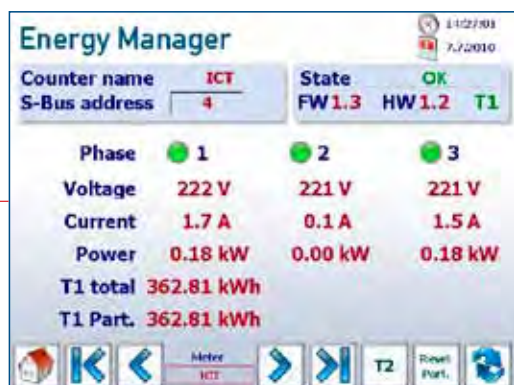 Energy Manager
14:27:01
7.7.2010
Counter name ICT
S-Bus address 4
State OK
FW 1.3 HW 1.2 T1
Phase 1 2 3
Voltage 222 V 221 V 221 V
Current 1.7 A 0.1 A 1.5 A
Power 0.18 kW 0.00 kW 0.18 kW
T1 total 362.81 kWh
T1 Part. 362.81 kWh
Meter
ICT
T2
Reset
Part.